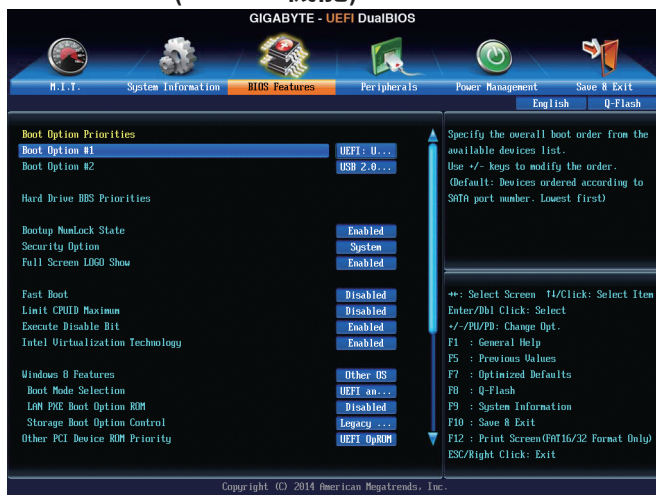 GIGABYTE - UEFI DualBIOS
M.I.T. System Information BIOS Features Peripherals Power Management Save & Exit
English Q-Flash
Boot Option Priorities
Boot Option #1 UEFI: U...
Boot Option #2 USB 2.0...
Hard Drive BBS Priorities
Bootup NumLock State Enabled
Security Option System
Full Screen LOGO Show Enabled
Fast Boot Disabled
Limit CPUID Maximum Disabled
Execute Disable Bit Enabled
Intel Virtualization Technology Enabled
Windows 8 Features Other OS
Boot Mode Selection UEFI an...
LAN PXE Boot Option ROM Disabled
Storage Boot Option Control Legacy ...
Other PCI Device ROM Priority UEFI OpROM
Specify the overall boot order from the
available devices list.
Use +/- keys to modify the order.
(Default: Devices ordered according to
SATA port number. Lowest first)
++: Select Screen ↑↓/Click: Select Item
Enter/Dbl Click: Select
+/-/PU/PD: Change Opt.
F1 : General Help
F5 : Previous Values
F7 : Optimized Defaults
F8 : Q-Flash
F9 : System Information
F10 : Save & Exit
F12 : Print Screen(FAT16/32 Format Only)
ESC/Right Click: Exit
Copyright (C) 2014 American Megatrends, Inc.